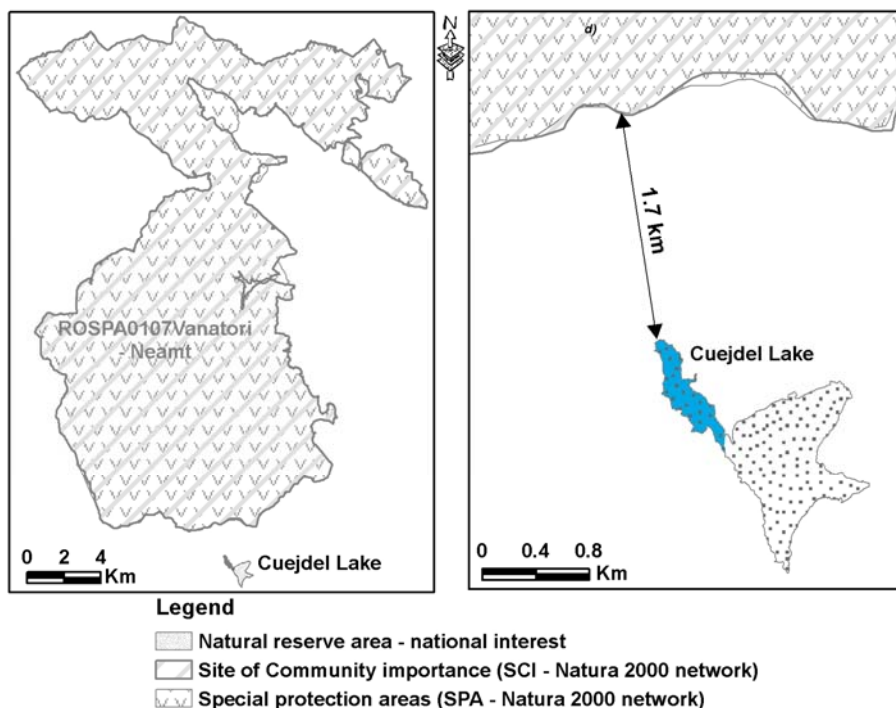 ROSPA0107Vanatori
- Neamt
0 2 4
Km
Cuejdel Lake
N
d)
1.7 km
Cuejdel Lake
0 0.4 0.8
Km
Legend
Natural reserve area - national interest
Site of Community importance (SCI - Natura 2000 network)
Special protection areas (SPA - Natura 2000 network)